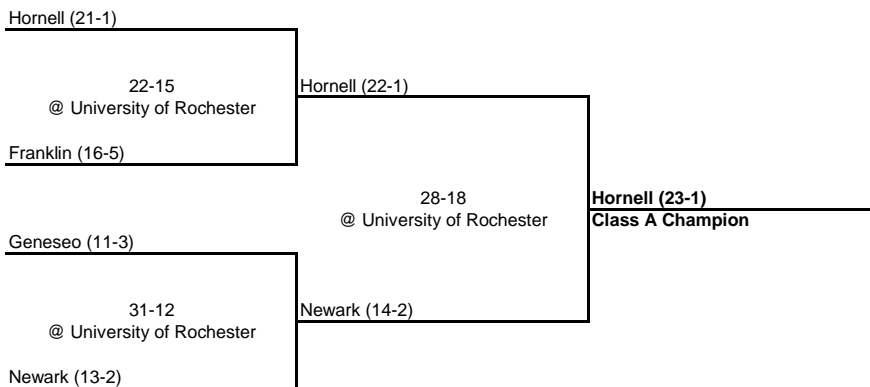 Hornell (21-1)
22-15
@ University of Rochester
Hornell (22-1)
Franklin (16-5)
28-18
@ University of Rochester
Hornell (23-1)
Class A Champion
Geneseo (11-3)
31-12
@ University of Rochester
Newark (14-2)
Newark (13-2)